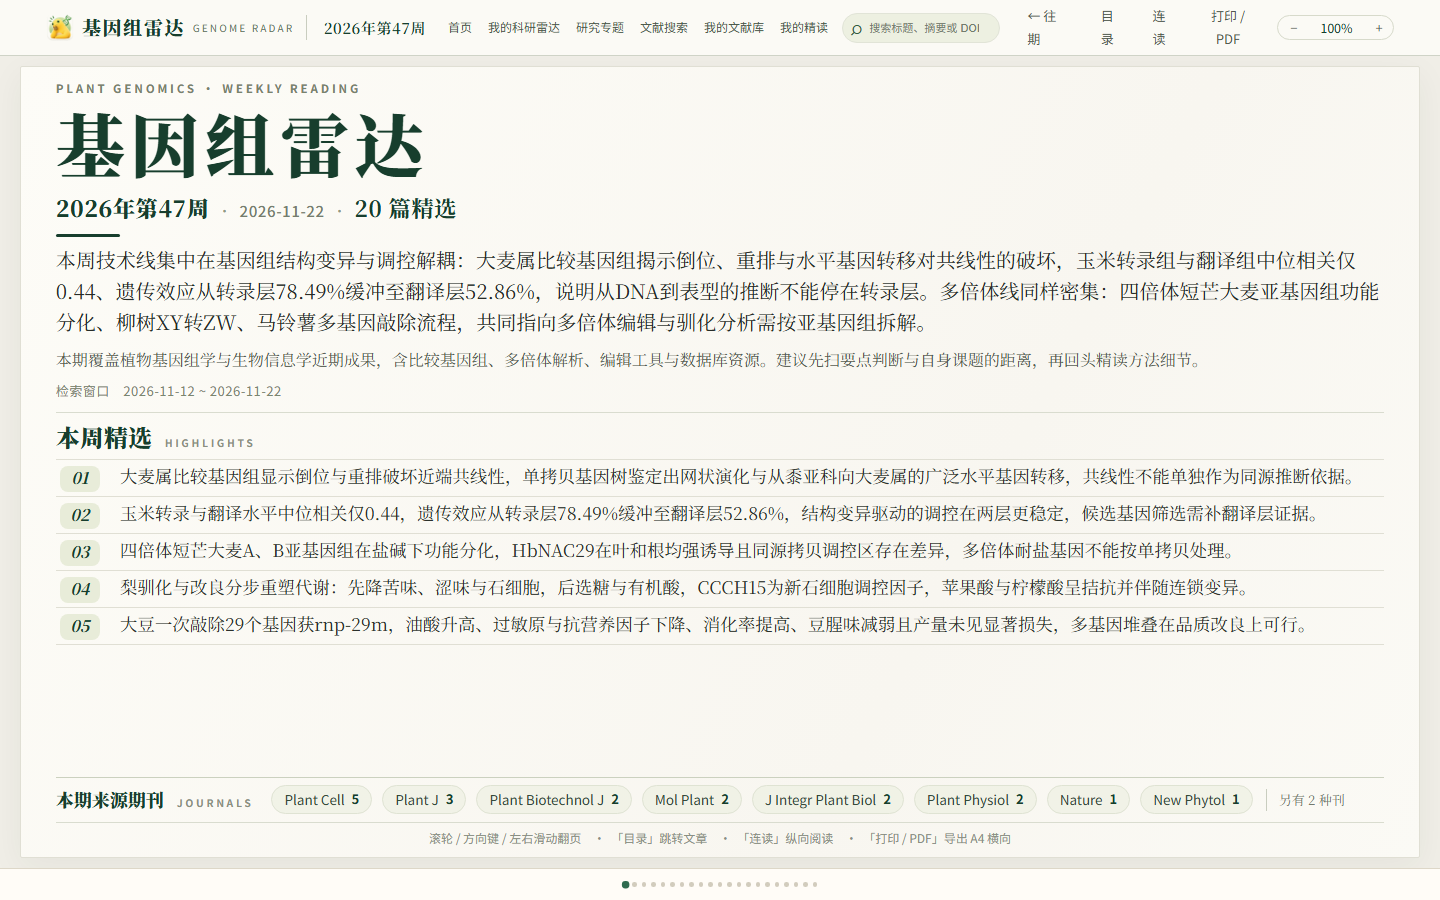 基因组雷达 GENOME RADAR 2026年第47周 首页 我的科研雷达 研究专题 文献搜索 我的文献库 我的精读 搜索标题、摘要或 DOI ← 往期 目录 连读 打印 / PDF − 100% +
PLANT GENOMICS • WEEKLY READING
基因组雷达
2026年第47周 · 2026-11-22 · 20 篇精选
本周技术线集中在基因组结构变异与调控解耦：大麦属比较基因组揭示倒位、重排与水平基因转移对共线性的破坏，玉米转录组与翻译组中位相关仅
0.44、遗传效应从转录层78.49%缓冲至翻译层52.86%，说明从DNA到表型的推断不能停在转录层。多倍体线同样密集：四倍体短芒大麦亚基因组功能
分化、柳树XY转ZW、马铃薯多基因敲除流程，共同指向多倍体编辑与驯化分析需按亚基因组拆解。
本期覆盖植物基因组学与生物信息学近期成果，含比较基因组、多倍体解析、编辑工具与数据库资源。建议先扫要点判断与自身课题的距离，再回头精读方法细节。
检索窗口 2026-11-12 ~ 2026-11-22
本周精选 HIGHLIGHTS
01 大麦属比较基因组显示倒位与重排破坏近端共线性，单拷贝基因树鉴定出网状演化与从黍亚科向大麦属的广泛水平基因转移，共线性不能单独作为同源推断依据。
02 玉米转录与翻译水平中位相关仅0.44，遗传效应从转录层78.49%缓冲至翻译层52.86%，结构变异驱动的调控在两层更稳定，候选基因筛选需补翻译层证据。
03 四倍体短芒大麦A、B亚基因组在盐碱下功能分化，HbNAC29在叶和根均强诱导且同源拷贝调控区存在差异，多倍体耐盐基因不能按单拷贝处理。
04 梨驯化与改良分步重塑代谢：先降苦味、涩味与石细胞，后选糖与有机酸，CCCH15为新石细胞调控因子，苹果酸与柠檬酸呈拮抗并伴随连锁变异。
05 大豆一次敲除29个基因获rnp-29m，油酸升高、过敏原与抗营养因子下降、消化率提高、豆腥味减弱且产量未见显著损失，多基因堆叠在品质改良上可行。
本期来源期刊 JOURNALS Plant Cell 5 Plant J 3 Plant Biotechnol J 2 Mol Plant 2 J Integr Plant Biol 2 Plant Physiol 2 Nature 1 New Phytol 1 另有 2 种刊
滚轮 / 方向键 / 左右滑动翻页 • 「目录」跳转文章 • 「连读」纵向阅读 • 「打印 / PDF」导出 A4 横向